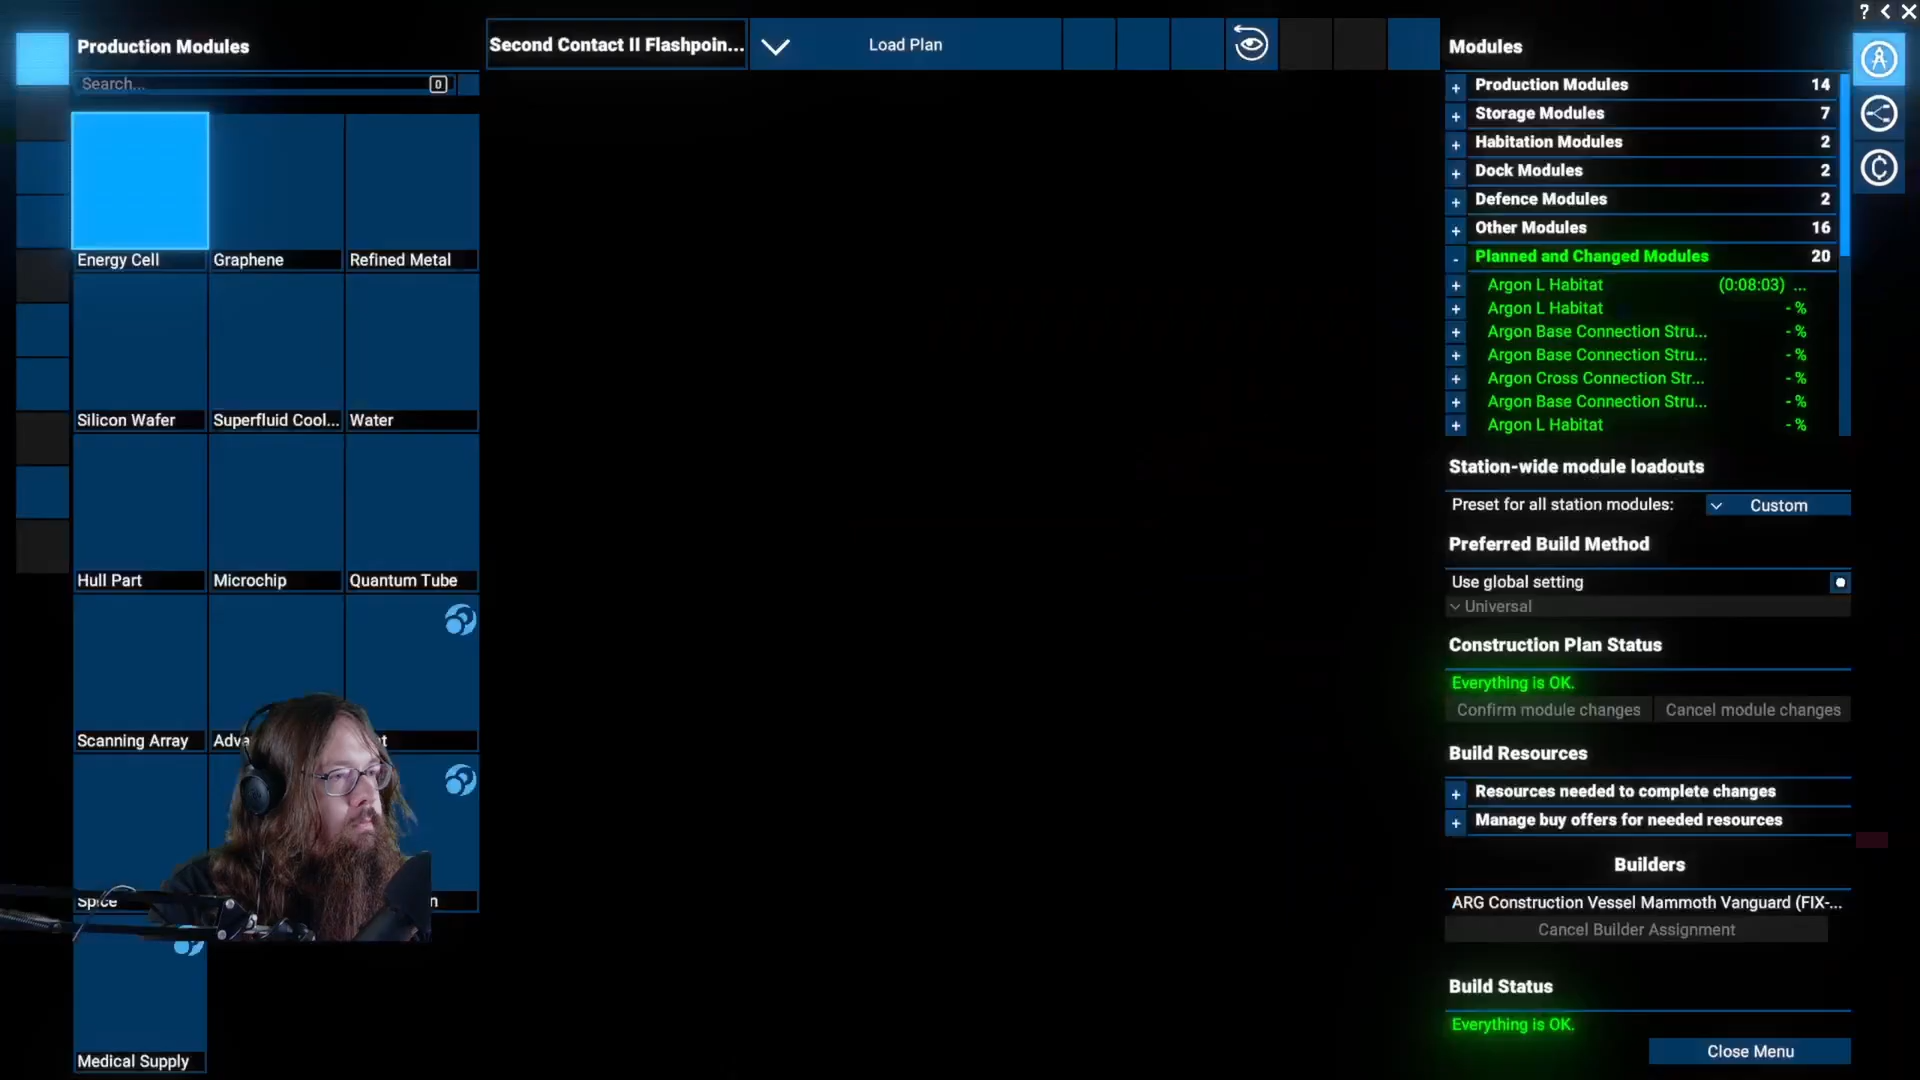 Production Modules
Search...
0
Energy Cell
Graphene
Refined Metal
Silicon Wafer
Superfluid Cool...
Water
Hull Part
Microchip
Quantum Tube
Scanning Array
Spice
Medical Supply
Second Contact II Flashpoin...
Load Plan
? < X
Modules
+ Production Modules 14
+ Storage Modules 7
+ Habitation Modules 2
+ Dock Modules 2
+ Defence Modules 2
+ Other Modules 16
- Planned and Changed Modules 20
+ Argon L Habitat (0:08:03) ...
+ Argon L Habitat - %
+ Argon Base Connection Stru... - %
+ Argon Base Connection Stru... - %
+ Argon Cross Connection Str... - %
+ Argon Base Connection Stru... - %
+ Argon L Habitat - %
Station-wide module loadouts
Preset for all station modules: Custom
Preferred Build Method
Use global setting
Universal
Construction Plan Status
Everything is OK.
Confirm module changes Cancel module changes
Build Resources
+ Resources needed to complete changes
+ Manage buy offers for needed resources
Builders
ARG Construction Vessel Mammoth Vanguard (FIX-...
Cancel Builder Assignment
Build Status
Everything is OK.
Close Menu